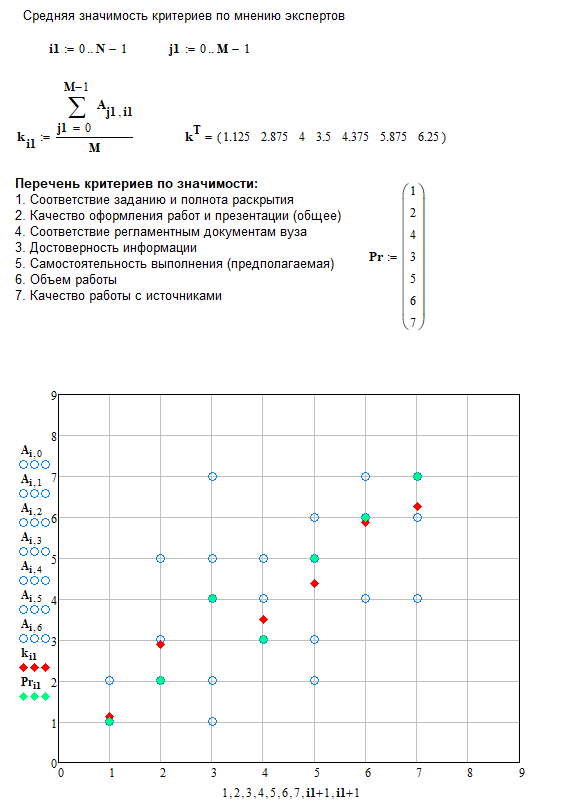 Средняя значимость критериев по мнению экспертов
i1 := 0 .. N − 1 j1 := 0 .. M − 1
M−1
∑ A j1 , i1
j1 = 0
k i1 :=
M
k^T = ( 1.125 2.875 4 3.5 4.375 5.875 6.25 )
Перечень критериев по значимости:
1. Соответствие заданию и полнота раскрытия
2. Качество оформления работ и презентации (общее)
4. Соответствие регламентным документам вуза
3. Достоверность информации
5. Самостоятельность выполнения (предполагаемая)
6. Объем работы
7. Качество работы с источниками
Pr :=
1
2
4
3
5
6
7
9
8
7
6
5
4
3
2
1
0
A i , 0
A i , 1
A i , 2
A i , 3
A i , 4
A i , 5
A i , 6
k i1
Pr i1
0 1 2 3 4 5 6 7 8 9
1 , 2 , 3 , 4 , 5 , 6 , 7 , i1+1 , i1+1